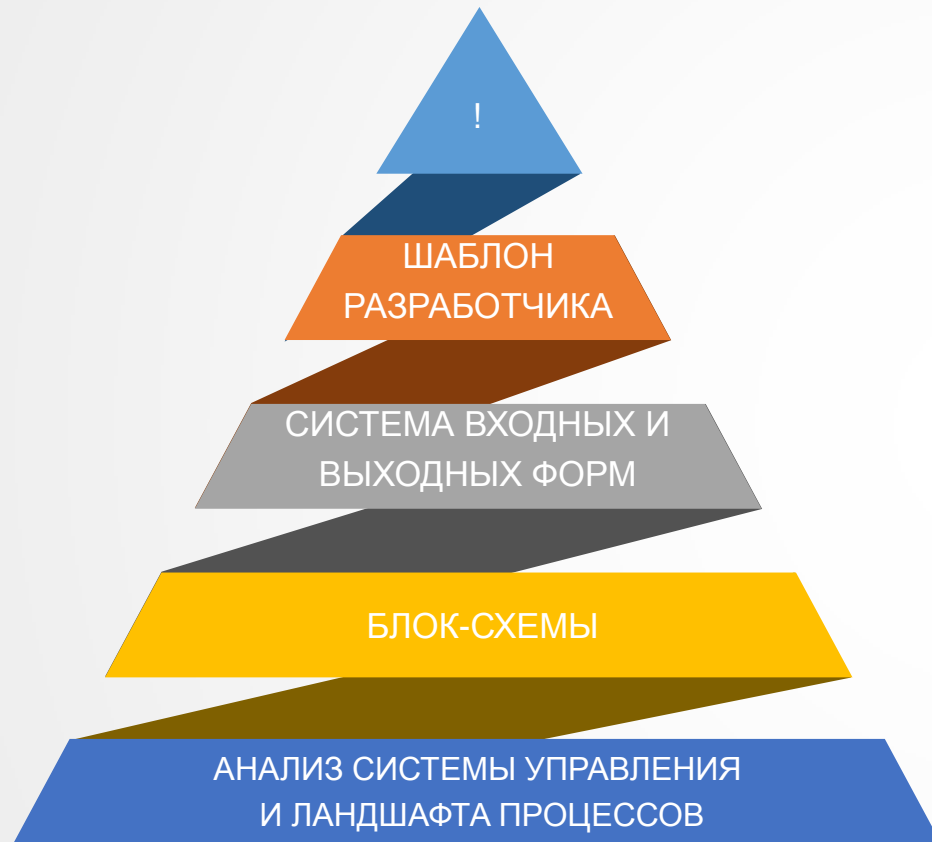 !
ШАБЛОН
РАЗРАБОТЧИКА
СИСТЕМА ВХОДНЫХ И
ВЫХОДНЫХ ФОРМ
БЛОК-СХЕМЫ
АНАЛИЗ СИСТЕМЫ УПРАВЛЕНИЯ
И ЛАНДШАФТА ПРОЦЕССОВ